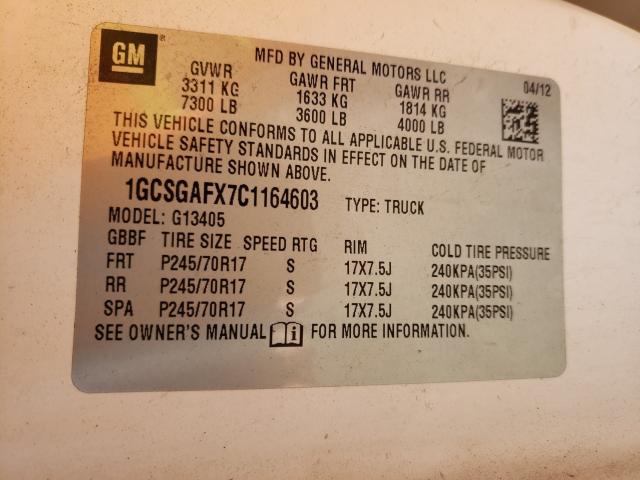 GM
MFD BY GENERAL MOTORS LLC
GVWR GAWR FRT GAWR RR 04/12
3311 KG 1633 KG 1814 KG
7300 LB 3600 LB 4000 LB
THIS VEHICLE CONFORMS TO ALL APPLICABLE U.S. FEDERAL MOTOR
VEHICLE SAFETY STANDARDS IN EFFECT ON THE DATE OF
MANUFACTURE SHOWN ABOVE.
1GCSGAFX7C1164603 TYPE: TRUCK
MODEL: G13405
GBBF TIRE SIZE SPEED RTG RIM COLD TIRE PRESSURE
FRT P245/70R17 S 17X7.5J 240KPA(35PSI)
RR P245/70R17 S 17X7.5J 240KPA(35PSI)
SPA P245/70R17 S 17X7.5J 240KPA(35PSI)
SEE OWNER'S MANUAL FOR MORE INFORMATION.